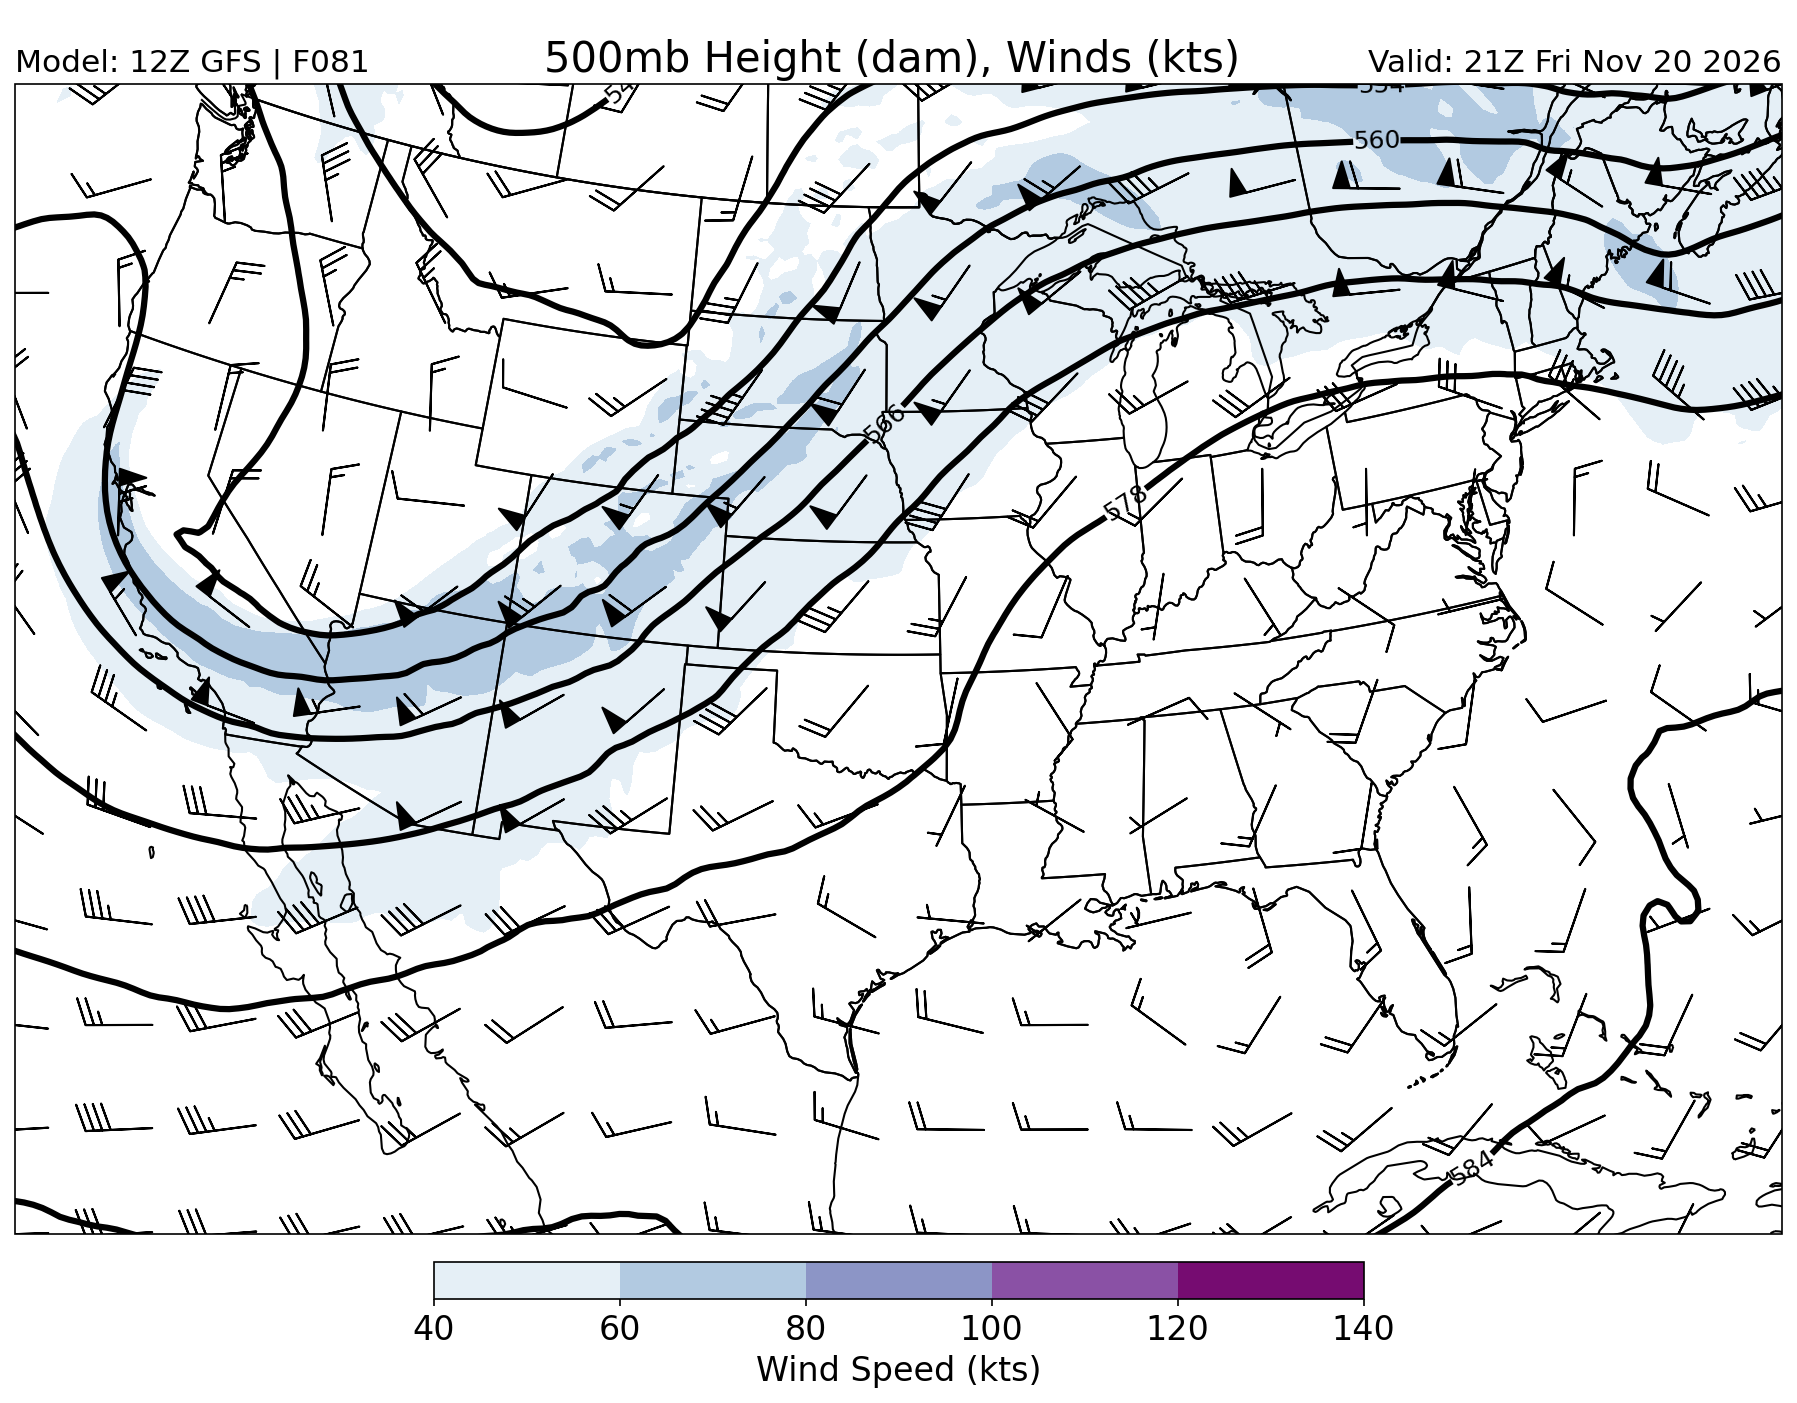 Model: 12Z GFS | F081
500mb Height (dam), Winds (kts)
Valid: 21Z Fri Nov 20 2026
560
566
578
584
40 60 80 100 120 140
Wind Speed (kts)